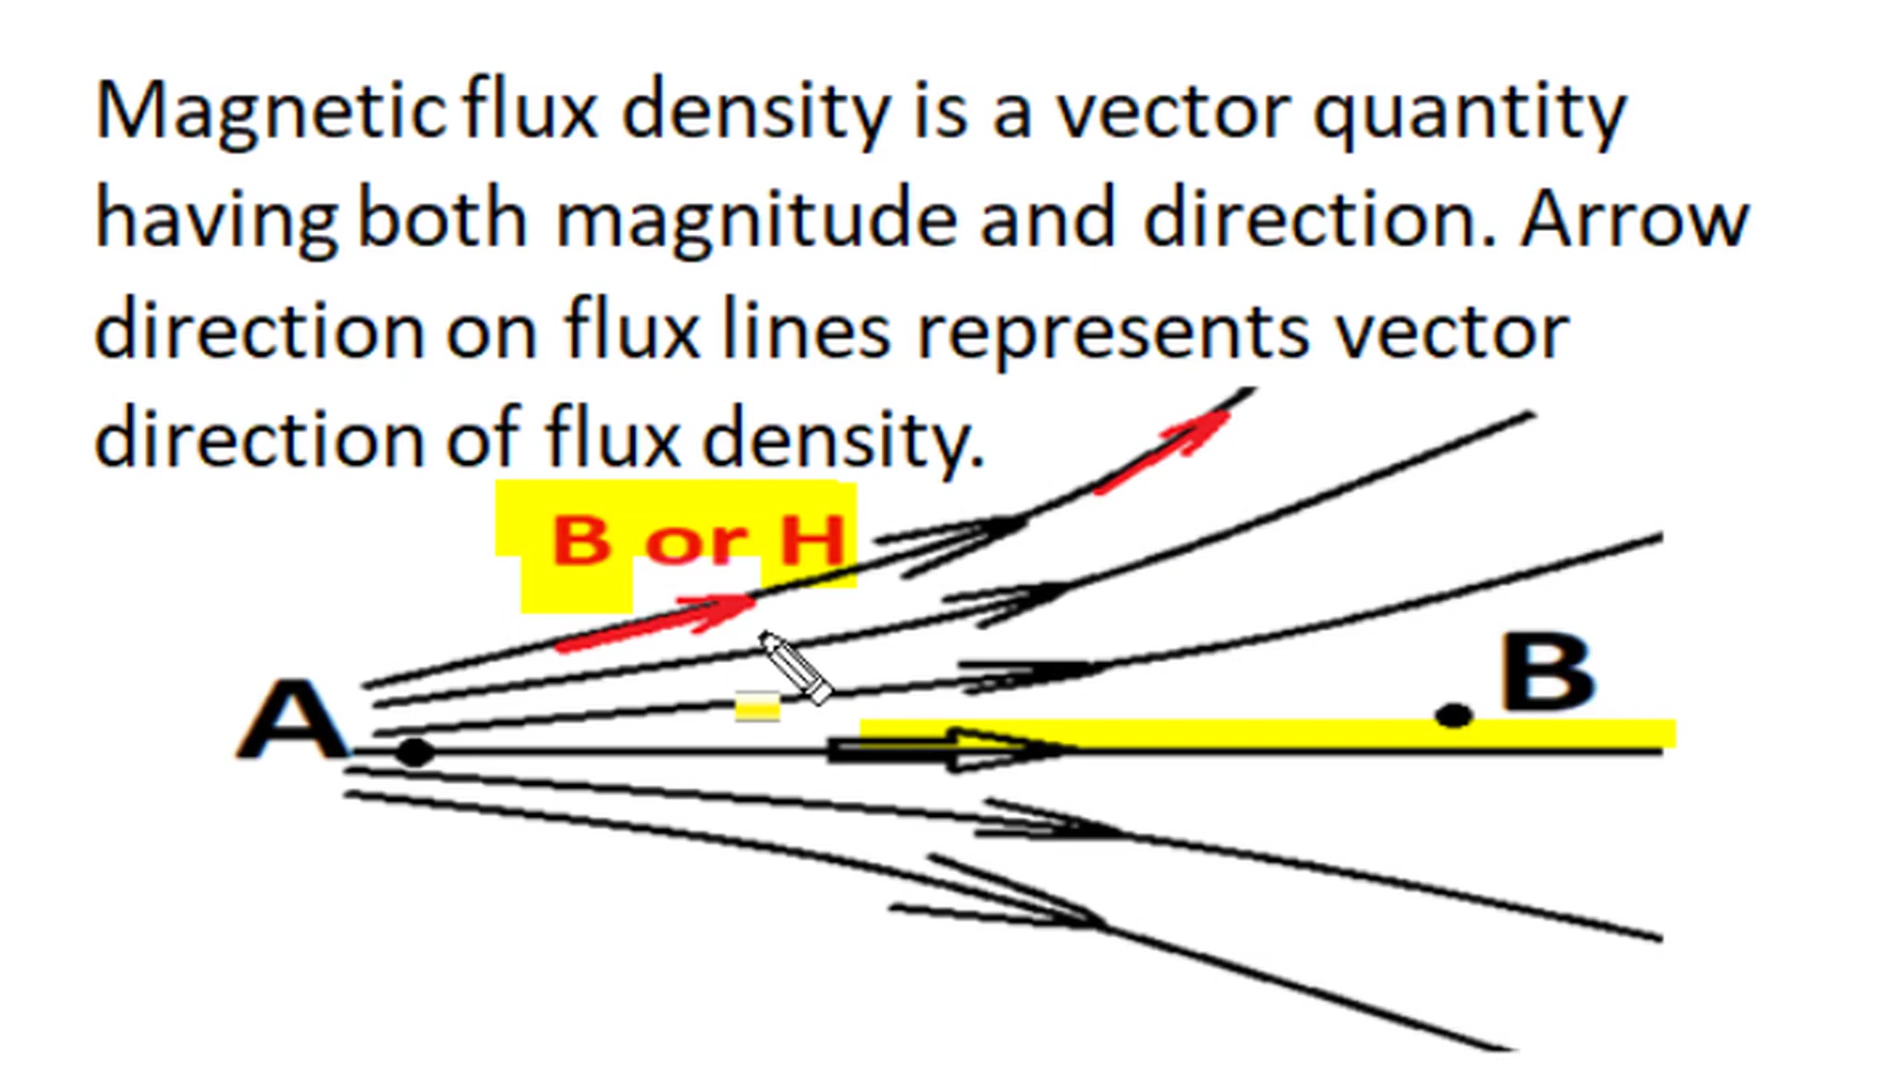 Magnetic flux density is a vector quantity
having both magnitude and direction. Arrow
direction on flux lines represents vector
direction of flux density.
B or H
A
B